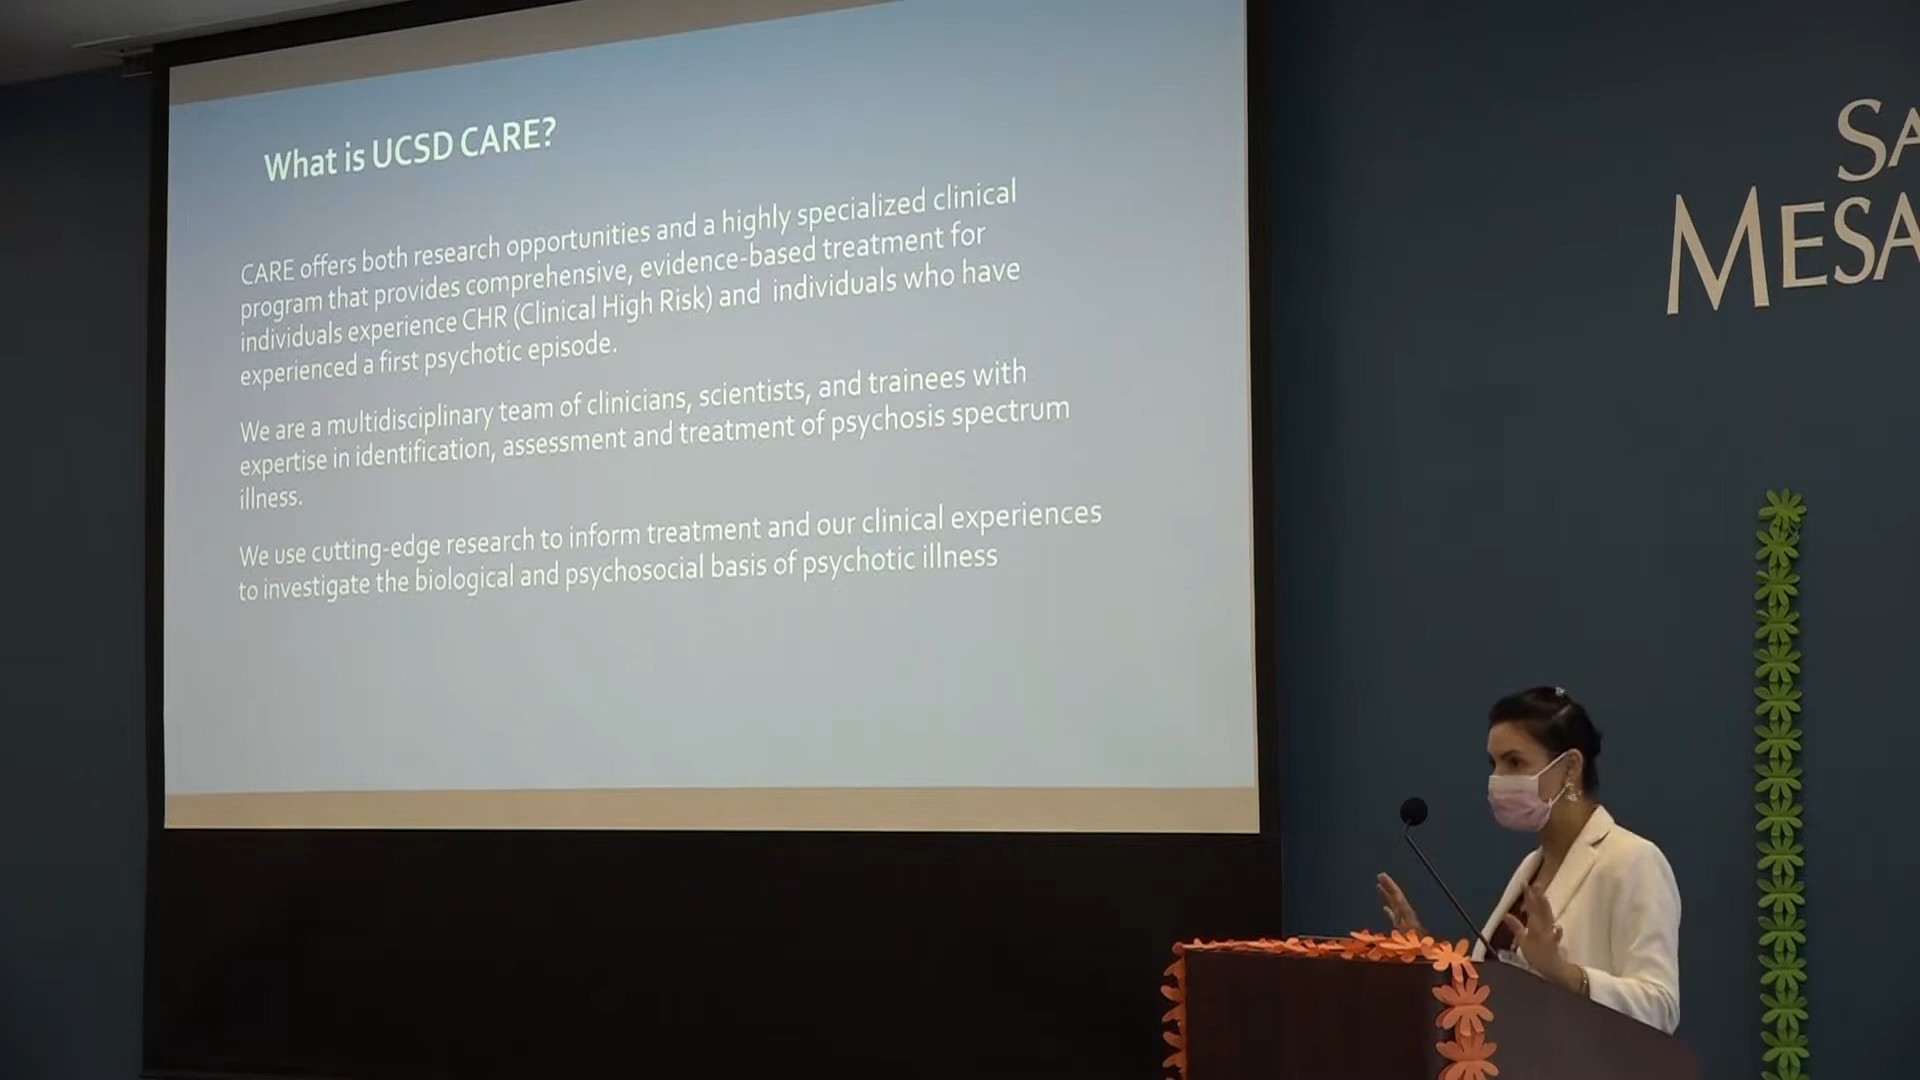 What is UCSD CARE?
CARE offers both research opportunities and a highly specialized clinical
program that provides comprehensive, evidence-based treatment for
individuals experience CHR (Clinical High Risk) and individuals who have
experienced a first psychotic episode.
We are a multidisciplinary team of clinicians, scientists, and trainees with
expertise in identification, assessment and treatment of psychosis spectrum
illness.
We use cutting-edge research to inform treatment and our clinical experiences
to investigate the biological and psychosocial basis of psychotic illness
SA
MESA